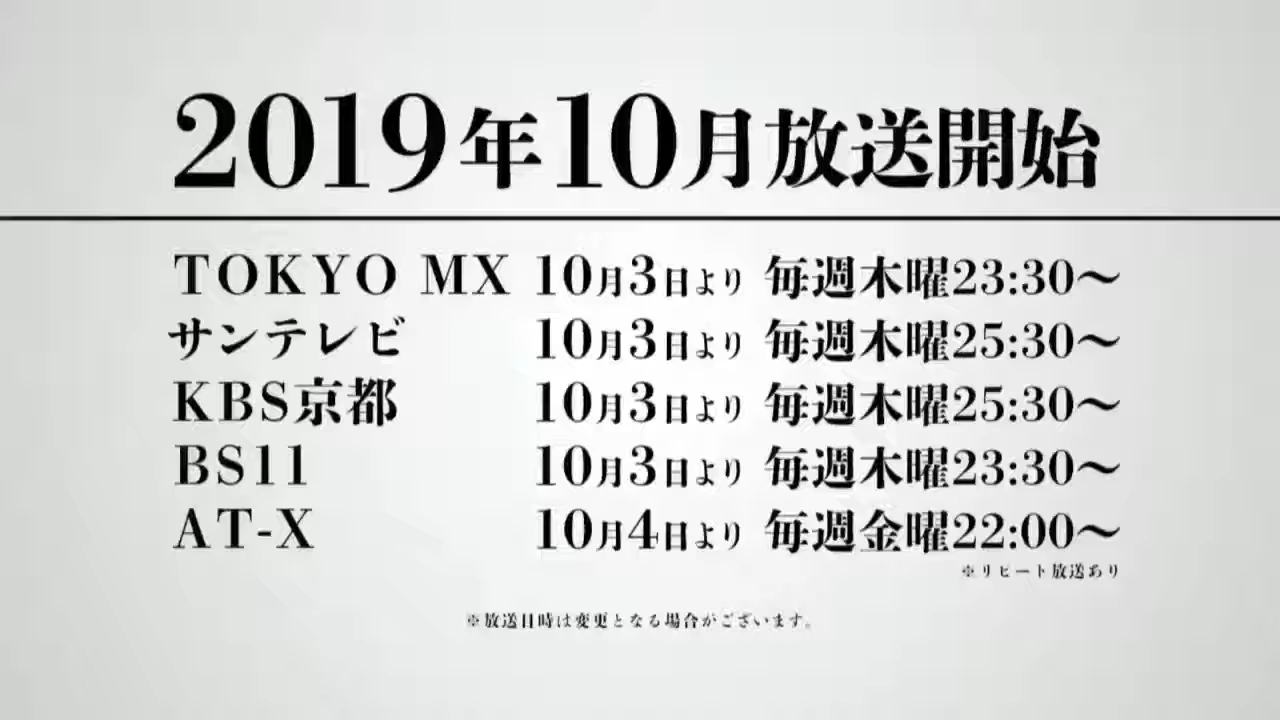 2019年10月放送開始
TOKYO MX 10月3日より 毎週木曜23:30〜
サンテレビ 10月3日より 毎週木曜25:30〜
KBS京都 10月3日より 毎週木曜25:30〜
BS11 10月3日より 毎週木曜23:30〜
AT-X 10月4日より 毎週金曜22:00〜
※リピート放送あり
※放送日時は変更となる場合がございます。